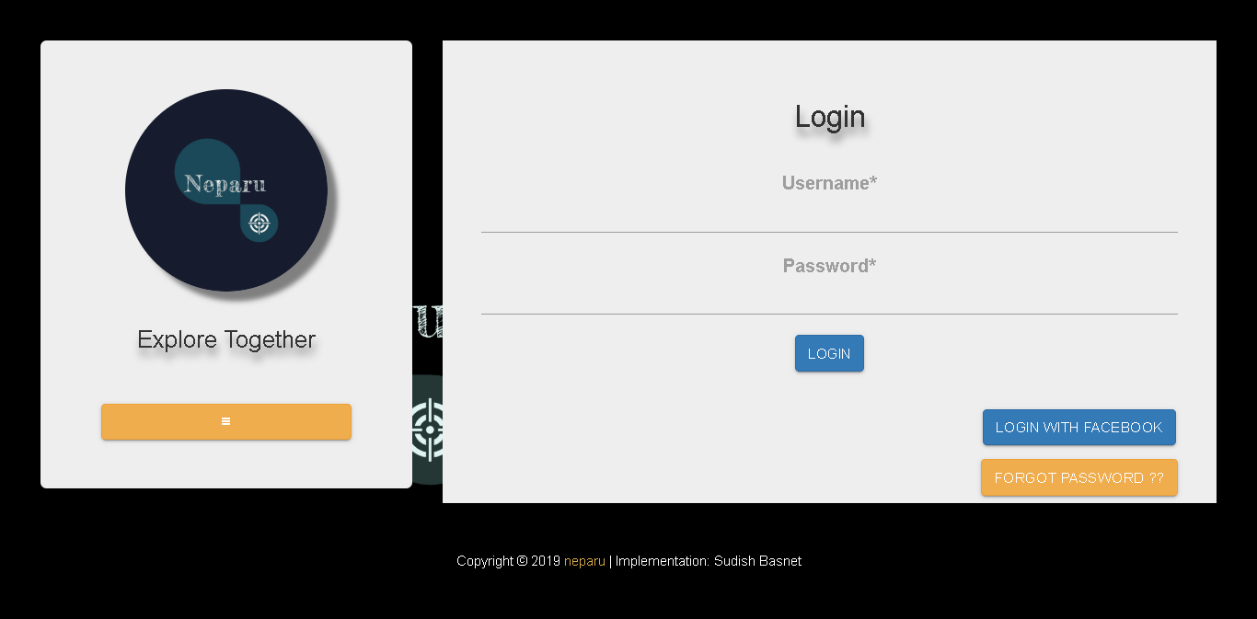 Neparu
Explore Together
Login
Username*
Password*
LOGIN
LOGIN WITH FACEBOOK
FORGOT PASSWORD ??
u
Copyright © 2019 neparu | Implementation: Sudish Basnet